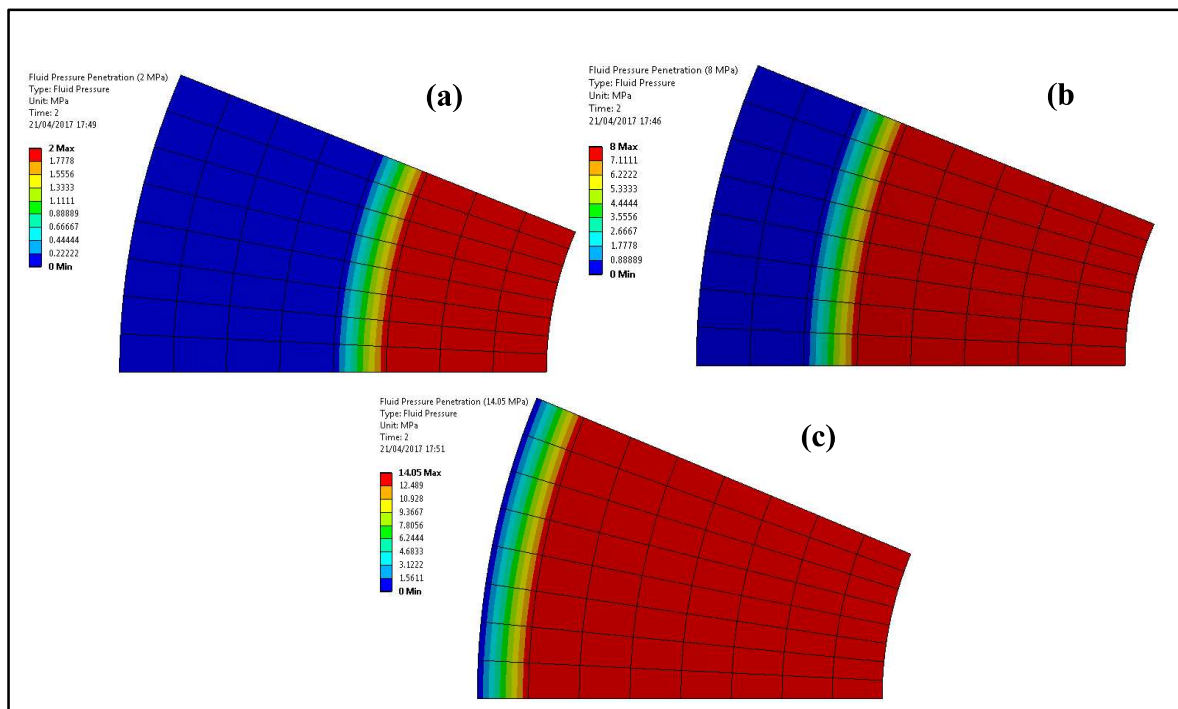 Fluid Pressure Penetration (2 MPa)
Type: Fluid Pressure
Unit: MPa
Time: 2
21/04/2017 17:49
2 Max
1.7778
1.5556
1.3333
1.1111
0.88889
0.66667
0.44444
0.22222
0 Min
(a)
Fluid Pressure Penetration (8 MPa)
Type: Fluid Pressure
Unit: MPa
Time: 2
21/04/2017 17:46
8 Max
7.1111
6.2222
5.3333
4.4444
3.5556
2.6667
1.7778
0.88889
0 Min
(b
Fluid Pressure Penetration (14.05 MPa)
Type: Fluid Pressure
Unit: MPa
Time: 2
21/04/2017 17:51
14.05 Max
12.489
10.928
9.3667
7.8056
6.2444
4.6833
3.1222
1.5611
0 Min
(c)